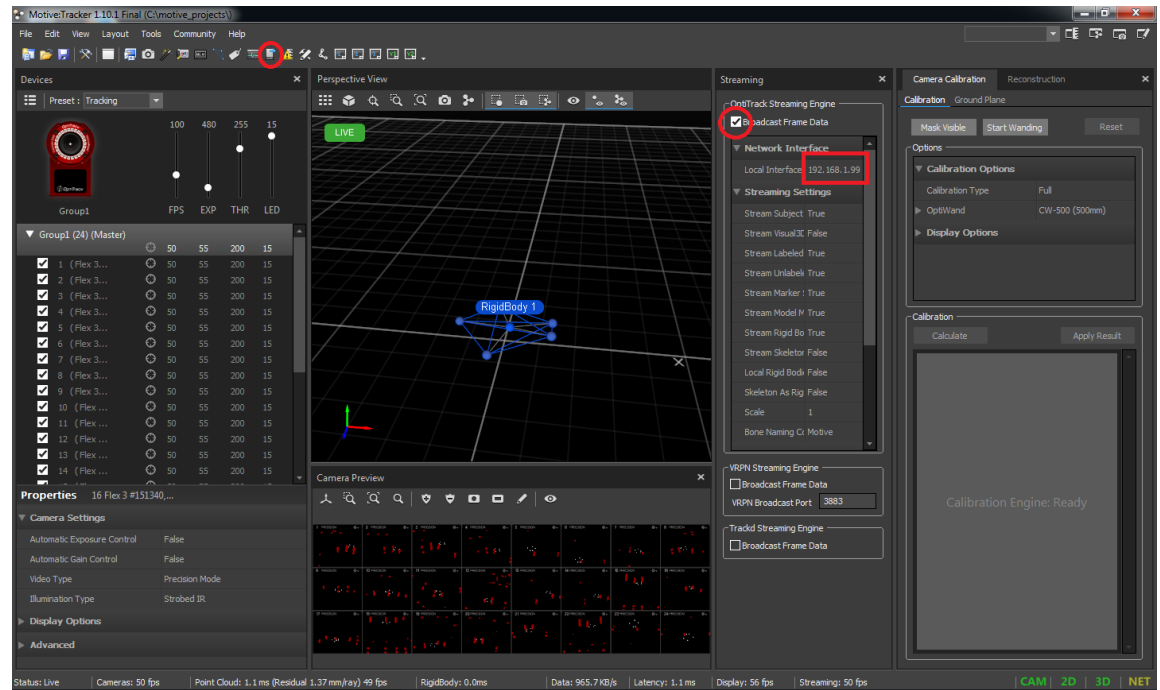 Motive:Tracker 1.10.1 Final (C:\motive_projects\)
File Edit View Layout Tools Community Help
Devices
Preset : Tracking
100 480 255 15
OptiTrack
Group1
FPS EXP THR LED
Group1 (24) (Master)
50 55 200 15
1 (Flex 3... 50 55 200 15
2 (Flex 3... 50 55 200 15
3 (Flex 3... 50 55 200 15
4 (Flex 3... 50 55 200 15
5 (Flex 3... 50 55 200 15
6 (Flex 3... 50 55 200 15
7 (Flex 3... 50 55 200 15
8 (Flex 3... 50 55 200 15
9 (Flex 3... 50 55 200 15
10 (Flex ... 50 55 200 15
11 (Flex ... 50 55 200 15
12 (Flex ... 50 55 200 15
13 (Flex ... 50 55 200 15
14 (Flex ... 50 55 200 15
Properties 16 Flex 3 #151340,...
Camera Settings
Automatic Exposure Control False
Automatic Gain Control False
Video Type Precision Mode
Illumination Type Strobed IR
Display Options
Advanced
Perspective View
LIVE
RigidBody 1
Camera Preview
Streaming
OptiTrack Streaming Engine
Broadcast Frame Data
Network Interface
Local Interface 192.168.1.99
Streaming Settings
Stream Subject True
Stream Visual3D False
Stream Labeled True
Stream Unlabele True
Stream Marker S True
Stream Model M True
Stream Rigid Bo True
Stream Skeleton False
Local Rigid Body False
Skeleton As Rig False
Scale 1
Bone Naming Co Motive
VRPN Streaming Engine
Broadcast Frame Data
VRPN Broadcast Port 3883
Trackd Streaming Engine
Broadcast Frame Data
Camera Calibration Reconstruction
Calibration Ground Plane
Mask Visible Start Wanding Reset
Options
Calibration Options
Calibration Type Full
OptiWand CW-500 (500mm)
Display Options
Calibration
Calculate Apply Result
Calibration Engine: Ready
Status: Live Cameras: 50 fps Point Cloud: 1.1 ms (Residual 1.37 mm/ray) 49 fps RigidBody: 0.0ms Data: 965.7 KB/s Latency: 1.1 ms Display: 56 fps Streaming: 50 fps CAM 2D 3D NET